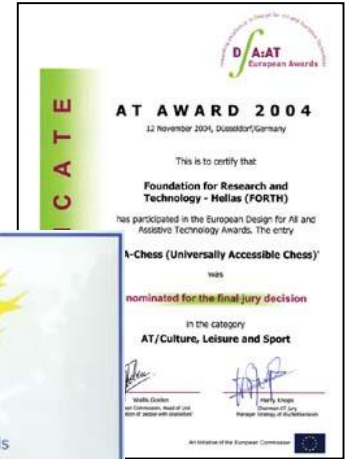 D A:AT
European Awards
CATE
AT AWARD 2004
12 November 2004, Düsseldorf/Germany
This is to certify that
Foundation for Research and
Technology - Hellas (FORTH)
has participated in the European Design for All and
Assistive Technology Awards. The entry
A-Chess (Universally Accessible Chess)'
was
nominated for the final jury decision
in the category
AT/Culture, Leisure and Sport
Harry Knops
Chairman AT Jury
An Initiative of the European Commission